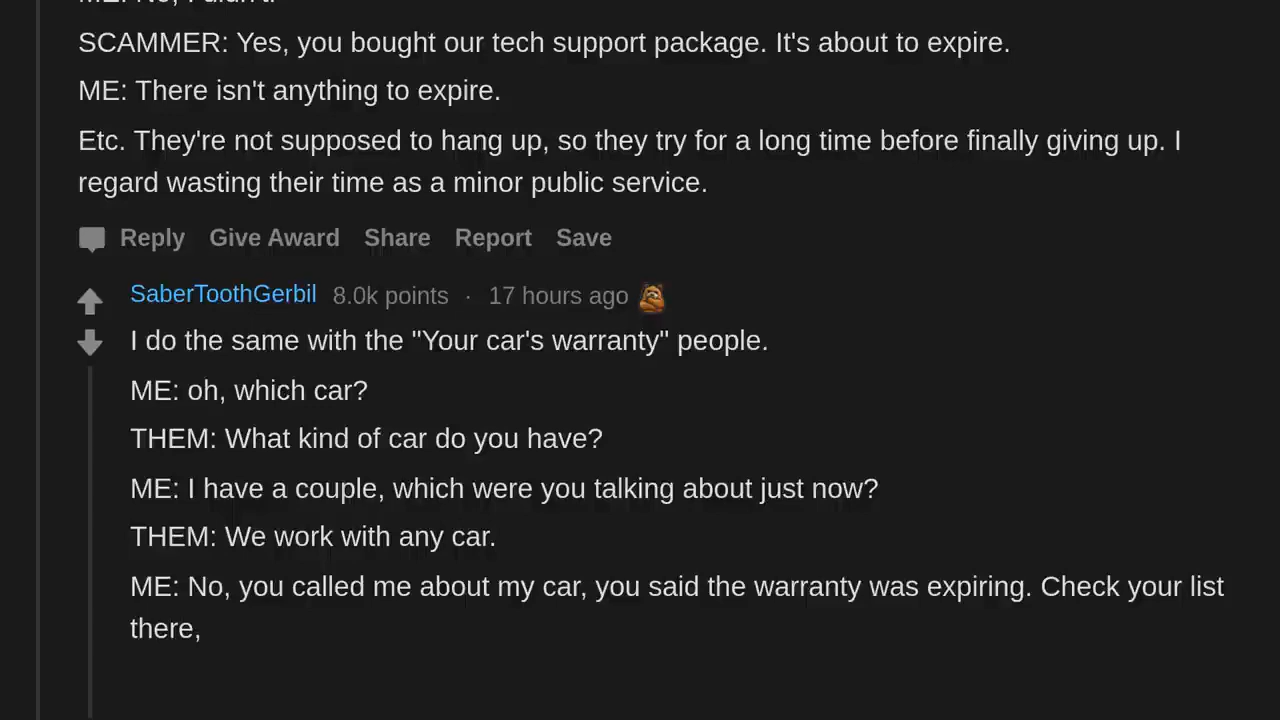 SCAMMER: Yes, you bought our tech support package. It's about to expire.
ME: There isn't anything to expire.
Etc. They're not supposed to hang up, so they try for a long time before finally giving up. I
regard wasting their time as a minor public service.
Reply Give Award Share Report Save
SaberToothGerbil 8.0k points · 17 hours ago
I do the same with the "Your car's warranty" people.
ME: oh, which car?
THEM: What kind of car do you have?
ME: I have a couple, which were you talking about just now?
THEM: We work with any car.
ME: No, you called me about my car, you said the warranty was expiring. Check your list
there,